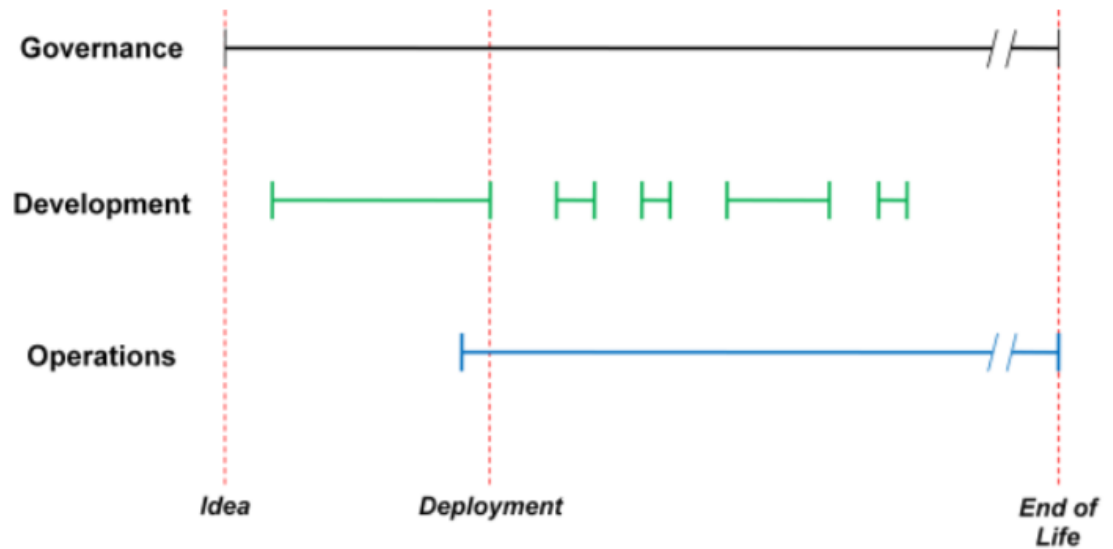 Governance
Development
Operations
Idea
Deployment
End of
Life